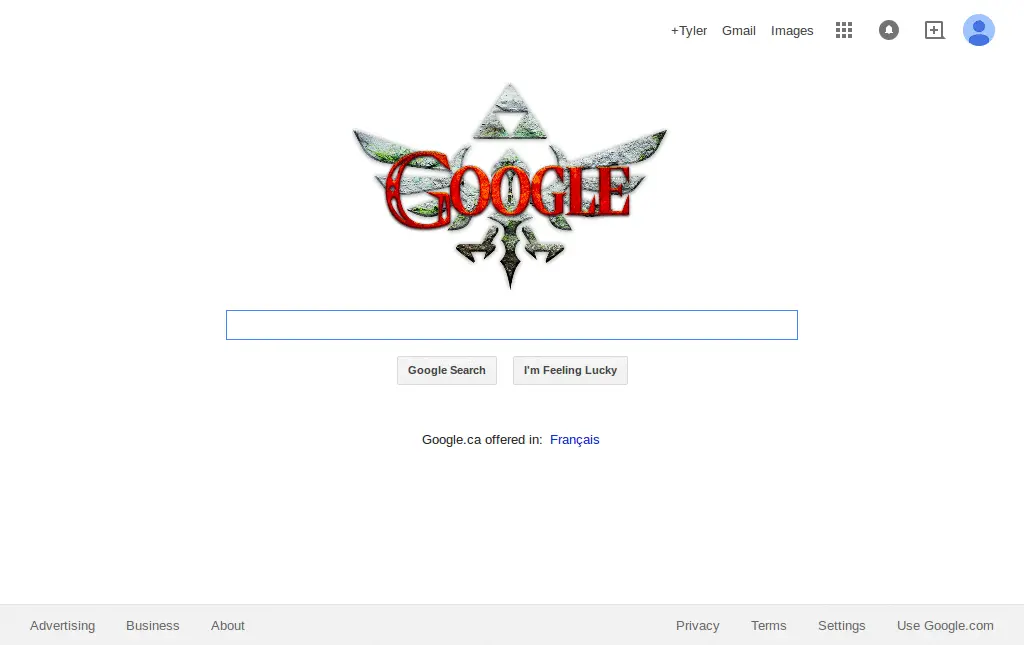 +Tyler Gmail Images
GOOGLE
Google Search I'm Feeling Lucky
Google.ca offered in: Français
Advertising Business About Privacy Terms Settings Use Google.com